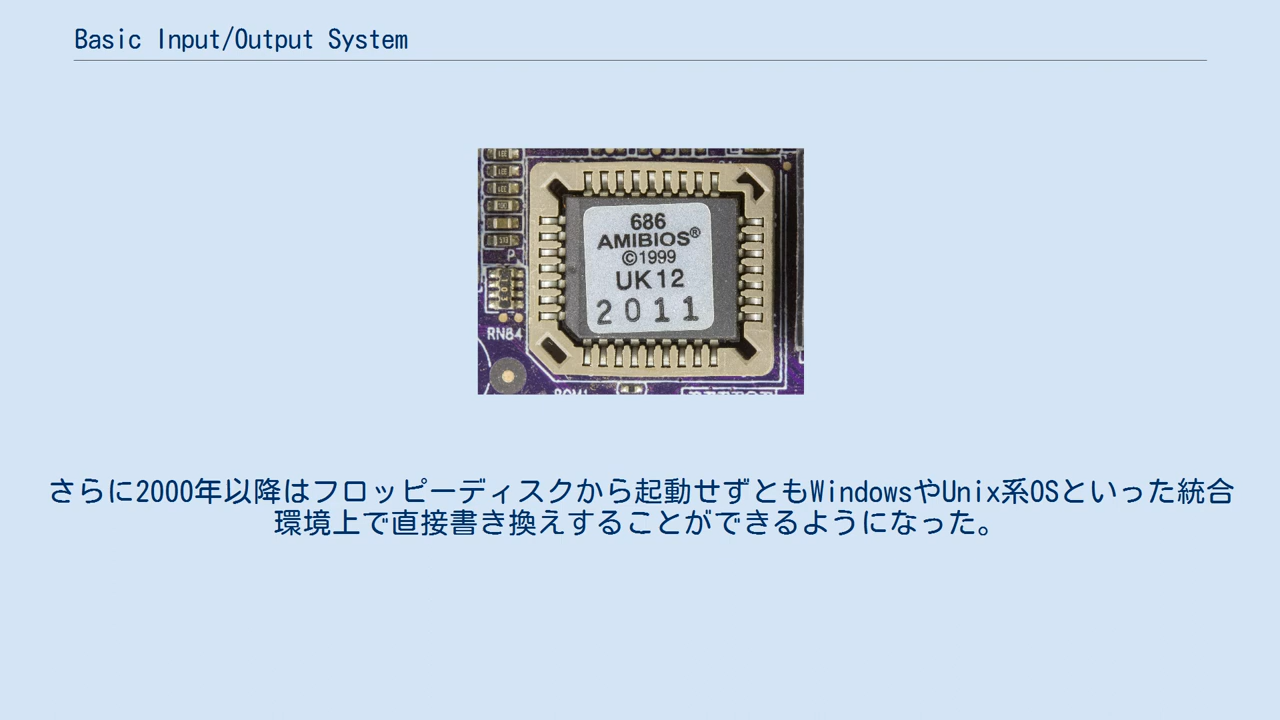 Basic Input/Output System
686
AMIBIOS®
©1999
UK12
2011
RN84
さらに2000年以降はフロッピーディスクから起動せずともWindowsやUnix系OSといった統合
環境上で直接書き換えすることができるようになった。